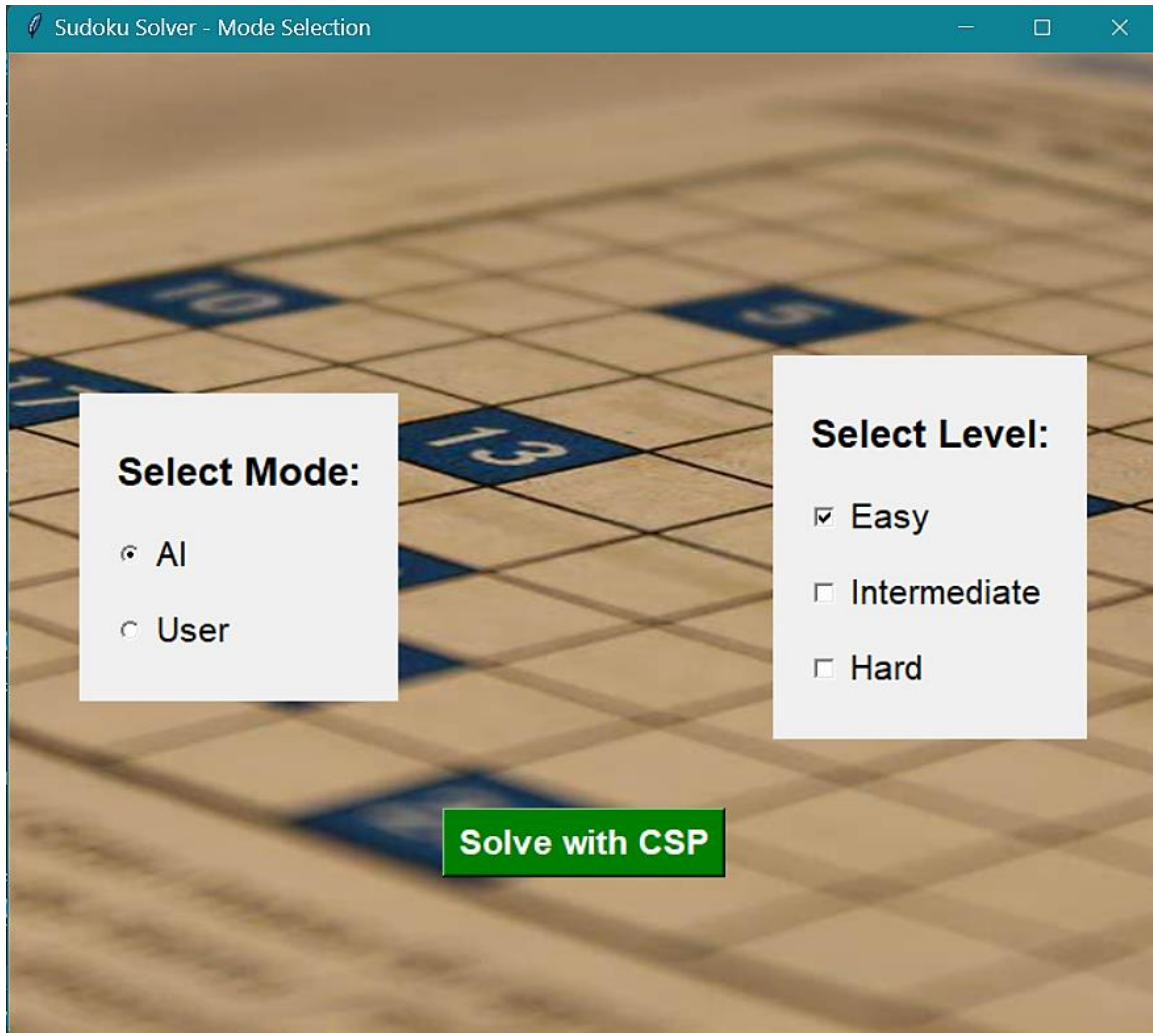 Sudoku Solver - Mode Selection
10
5
17
13
Select Mode:
AI
User
Select Level:
Easy
Intermediate
Hard
Solve with CSP